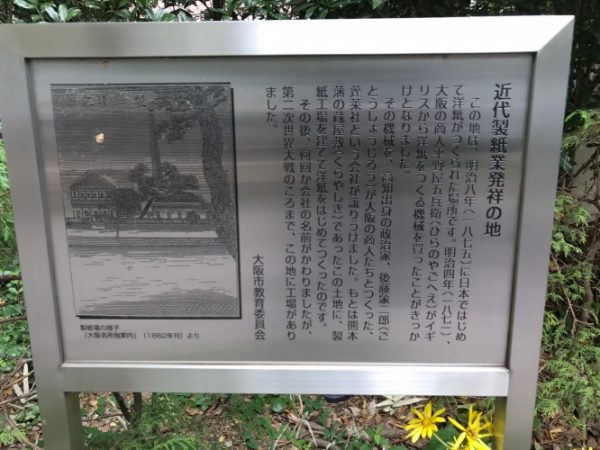 近代製紙業発祥の地
この地は、明治八年(一八七五)に日本ではじめ
て洋紙がつくられた場所です。明治四年(一八七一)、
大阪の商人平野屋五兵衛(ひらのやごへえ)がイギ
リスから洋紙をつくる機械を買ったことがきっか
けとなりました。
その機械を、高知出身の政治家、後藤象二郎(ご
とうしょうじろう)が大阪の商人たちとつくった、
蓬莱社という会社が譲りうけました。もとは熊本
藩の蔵屋敷(くらやしき)であったこの土地に、製
紙工場を建てて洋紙をはじめてつくったのです。
その後、何回か会社の名前がかわりましたが、
第二次世界大戦のころまで、この地に工場があり
ました。
大阪市教育委員会
製紙場の様子
「大阪名所独案内」(1882年刊)より